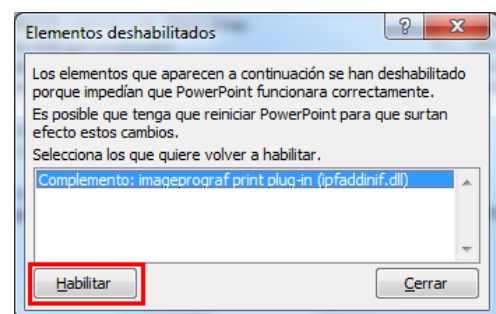 Elementos deshabilitados
Los elementos que aparecen a continuación se han deshabilitado
porque impedían que PowerPoint funcionara correctamente.
Es posible que tenga que reiniciar PowerPoint para que surtan
efecto estos cambios.
Selecciona los que quiere volver a habilitar.
Complemento: imageprograf print plug-in (ipfaddinif.dll)
Habilitar
Cerrar